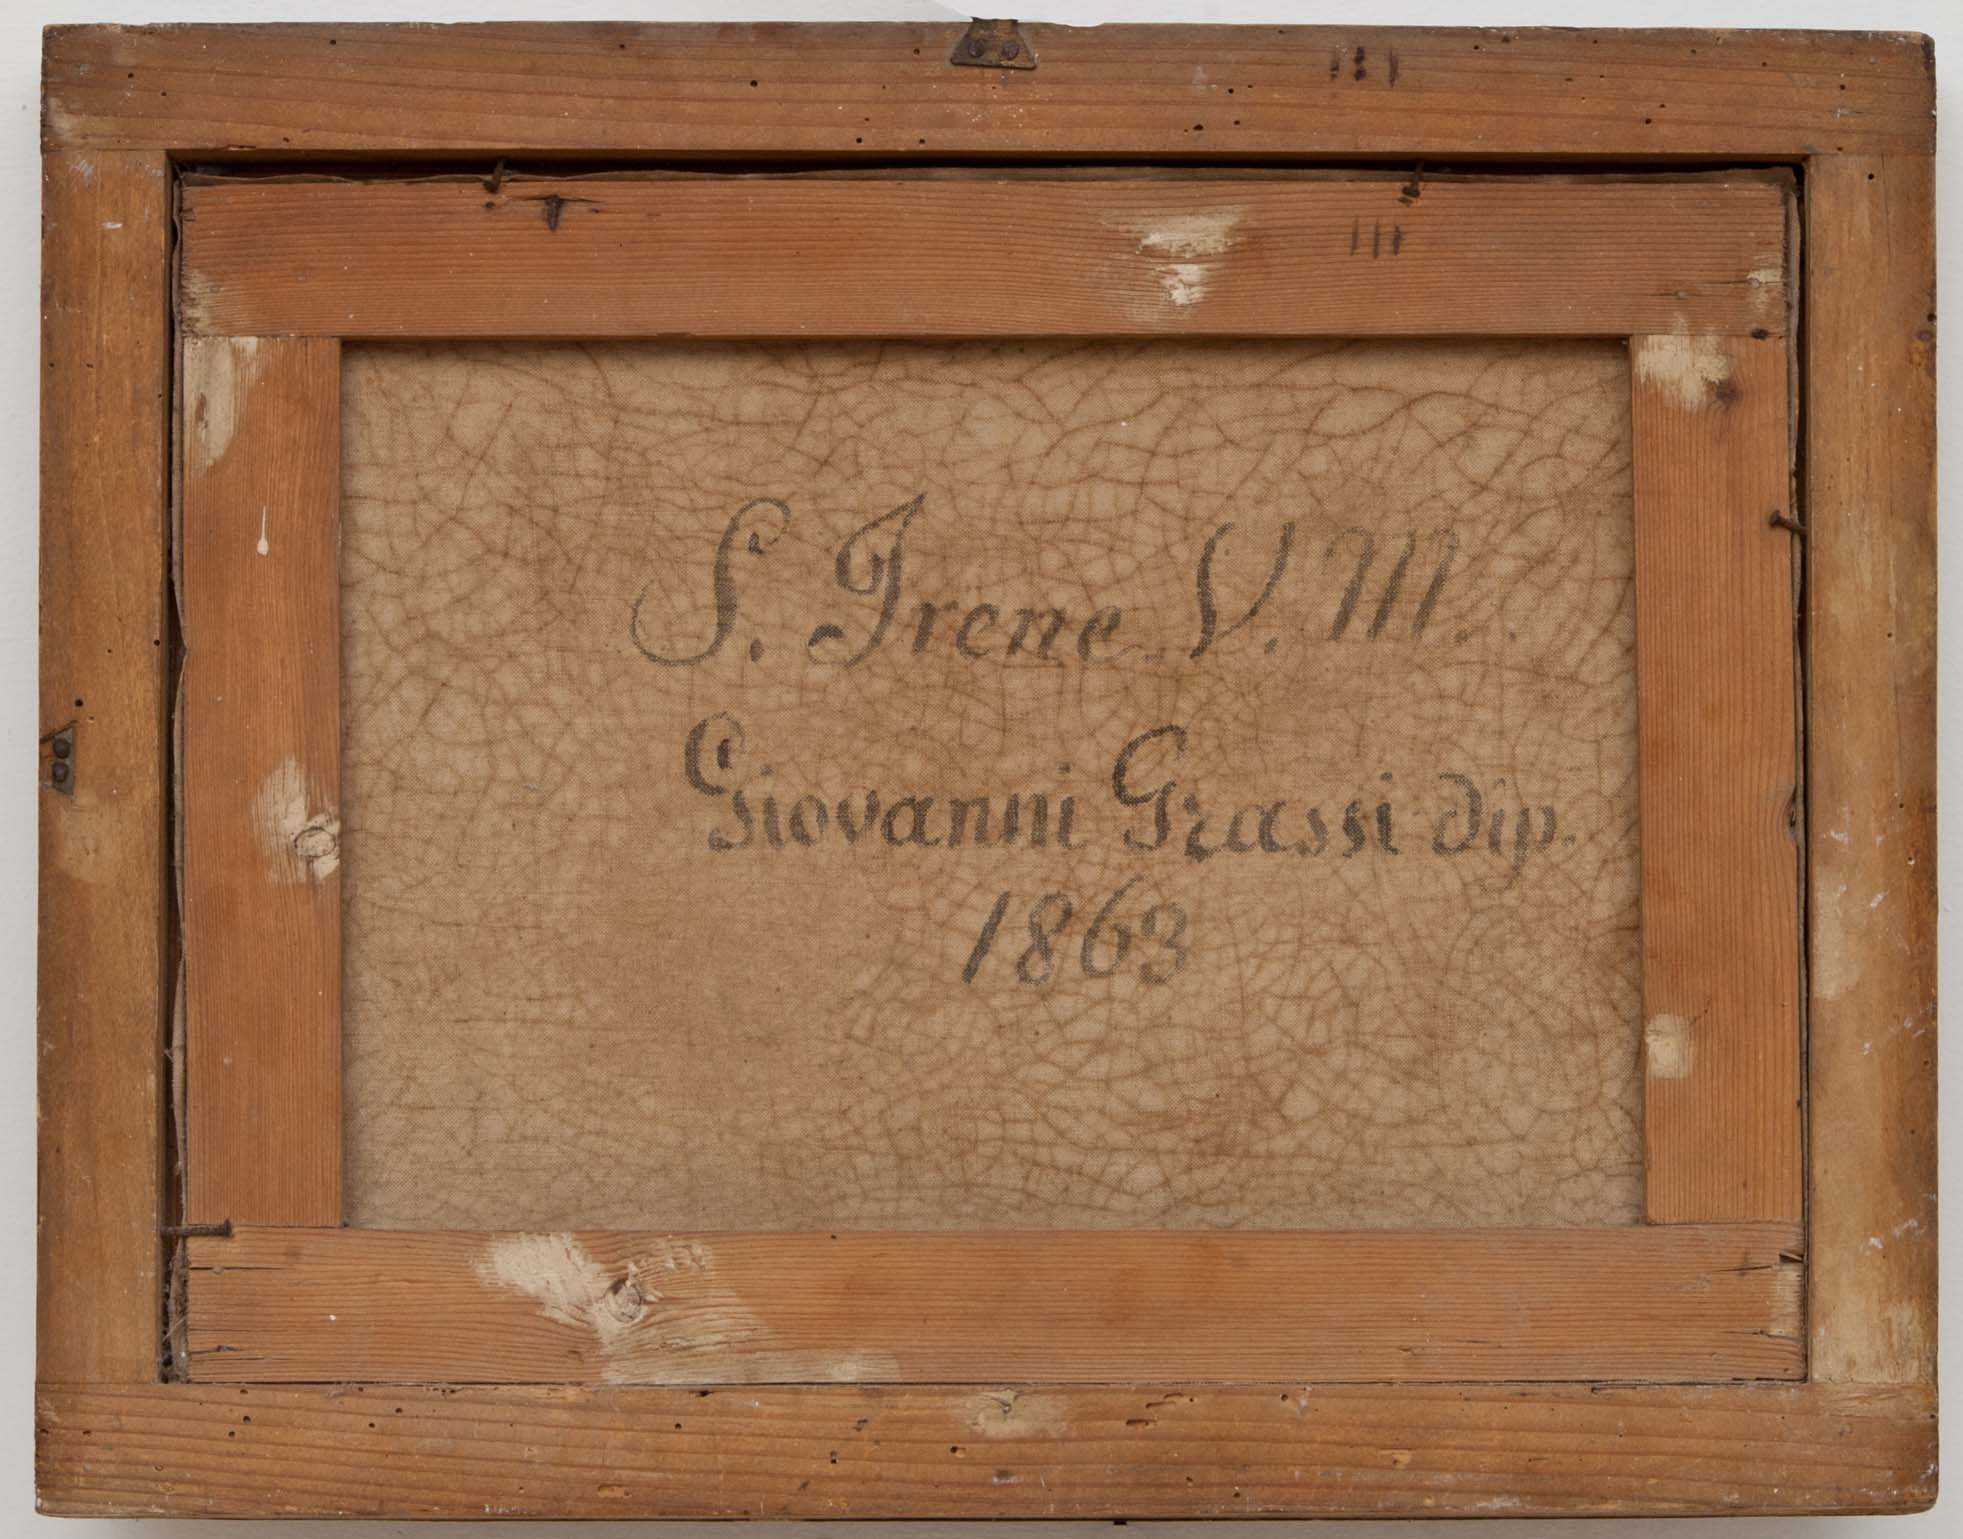 S. Irene V. M.
Giovanni Grassi dip.
1863